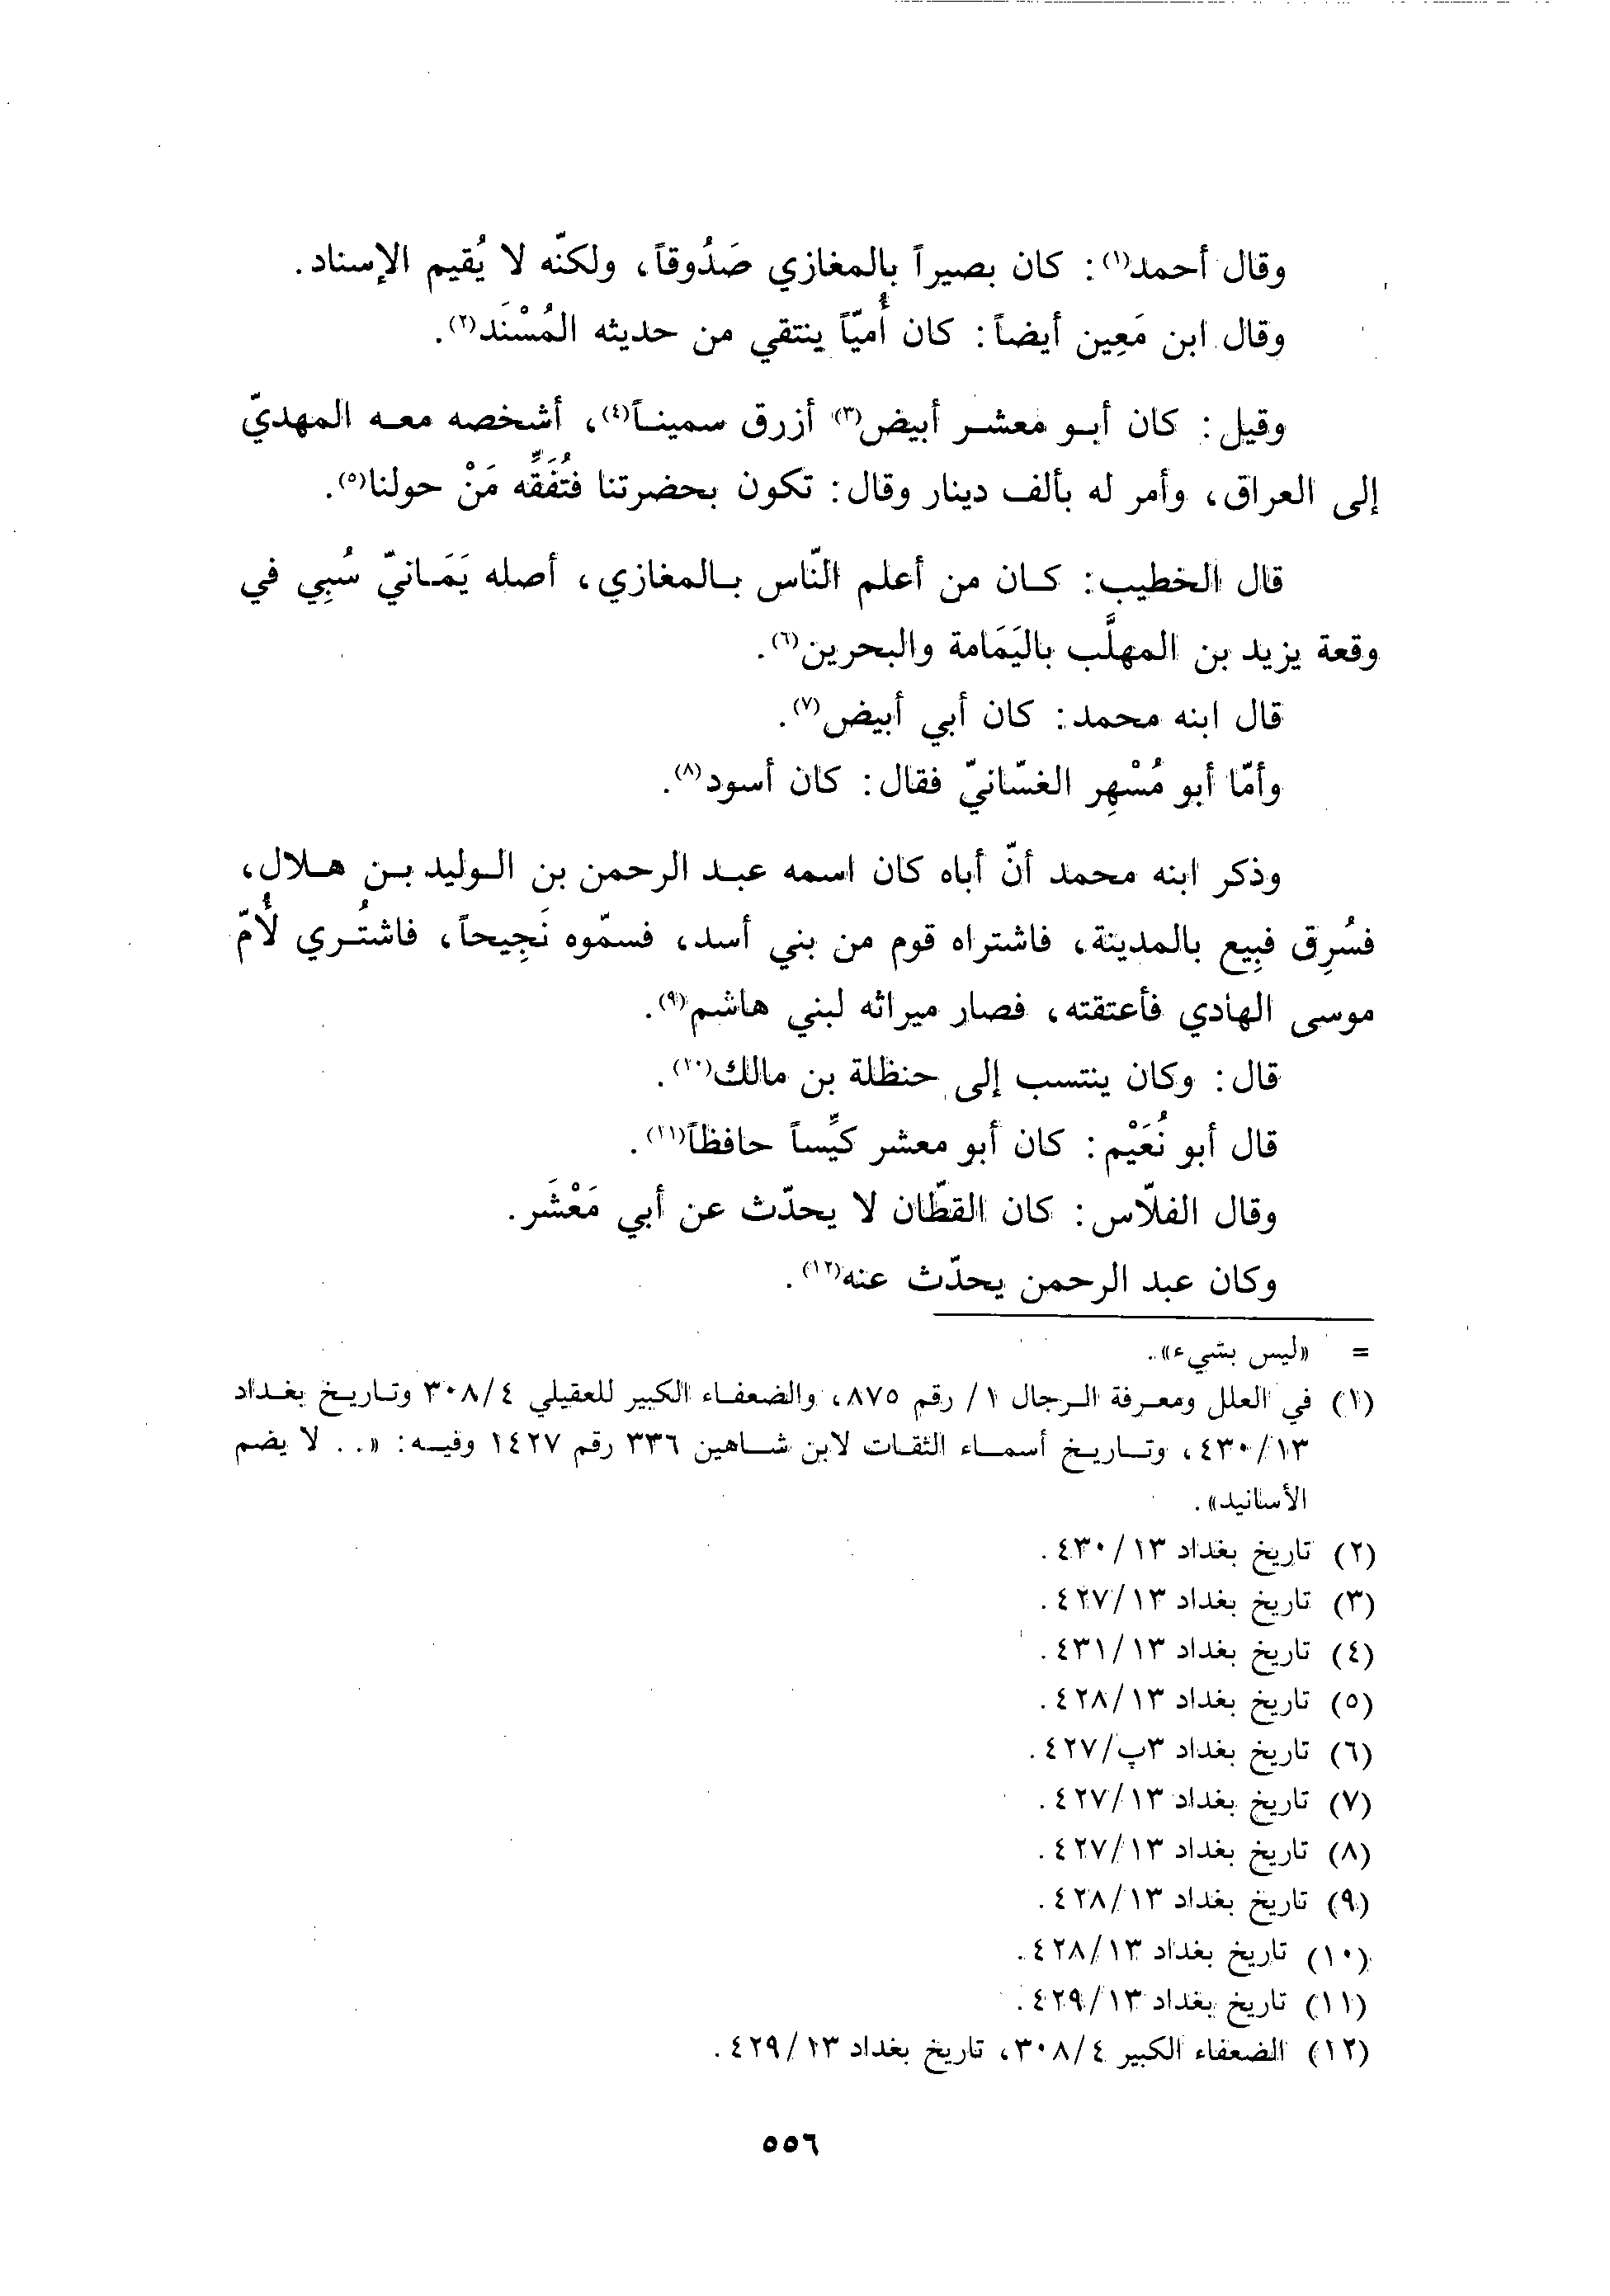 وقال أحمد(١): كان بصيراً بالمغازي صَدُوقاً، ولكنّه لا يُقيم الإسناد.
وقال ابن مَعِين أيضاً: كان أُميّاً ينتقي من حديثه المُسْنَد(٢).
وقيل: كان أبو معشر أبيض(٣) أزرق سميناً(٤)، أشخصه معه المهديّ
إلى العراق، وأمر له بألف دينار وقال: تكون بحضرتنا فتُفَقِّه مَنْ حولنا(٥).
قال الخطيب: كان من أعلم النّاس بالمغازي، أصله يَمَانيّ سُبِي في
وقعة يزيد بن المهلَّب باليَمَامة والبحرين(٦).
قال ابنه محمد: كان أبي أبيض(٧).
وأمّا أبو مُسْهِر الغسّانيّ فقال: كان أسود(٨).
وذكر ابنه محمد أنّ أباه كان اسمه عبد الرحمن بن الوليد بن هلال،
فسُرِق فبِيع بالمدينة، فاشتراه قوم من بني أسد، فسمّوه نَجِيحاً، فاشتُري لأُمّ
موسى الهادي فأعتقته، فصار ميراثه لبني هاشم(٩).
قال: وكان ينتسب إلى حنظلة بن مالك(١٠).
قال أبو نُعَيْم: كان أبو معشر كيِّساً حافظاً(١١).
وقال الفلّاس: كان القطّان لا يحدّث عن أبي مَعْشَر.
وكان عبد الرحمن يحدّث عنه(١٢).
= «ليس بشيء».
(١) في العلل ومعرفة الرجال ١/ رقم ٨٧٥، والضعفاء الكبير للعقيلي ٣٠٨/٤ وتاريخ بغداد
٤٣٠/١٣، وتاريخ أسماء الثقات لابن شاهين ٣٣٦ رقم ١٤٢٧ وفيه: «.. لا يضم
الأسانيد».
(٢) تاريخ بغداد ٤٣٠/١٣.
(٣) تاريخ بغداد ٤٢٧/١٣.
(٤) تاريخ بغداد ٤٣١/١٣.
(٥) تاريخ بغداد ٤٢٨/١٣.
(٦) تاريخ بغداد ٣پ/٤٢٧.
(٧) تاريخ بغداد ٤٢٧/١٣.
(٨) تاريخ بغداد ٤٢٧/١٣.
(٩) تاريخ بغداد ٤٢٨/١٣.
(١٠) تاريخ بغداد ٤٢٨/١٣.
(١١) تاريخ بغداد ٤٢٩/١٣.
(١٢) الضعفاء الكبير ٣٠٨/٤، تاريخ بغداد ٤٢٩/١٣.
٥٥٦